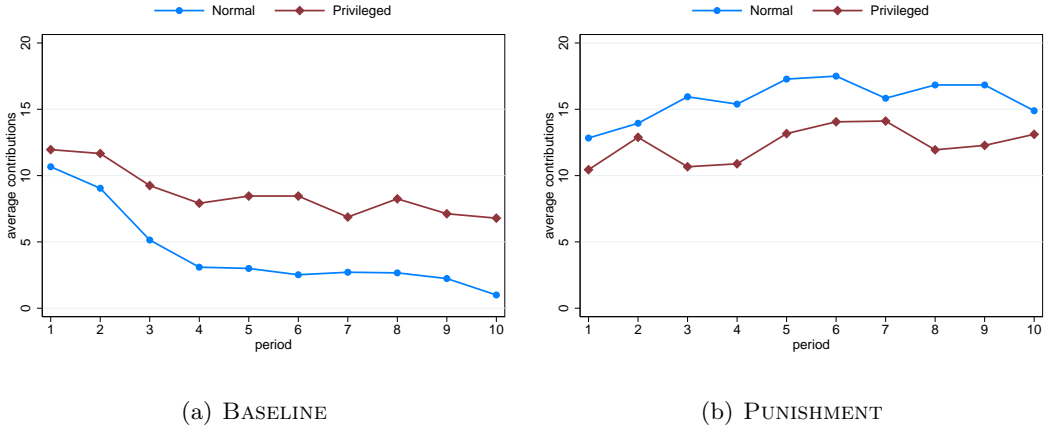 Normal Privileged
average contributions
20
15
10
5
0
1 2 3 4 5 6 7 8 9 10
period
(a) BASELINE
Normal Privileged
average contributions
20
15
10
5
0
1 2 3 4 5 6 7 8 9 10
period
(b) PUNISHMENT